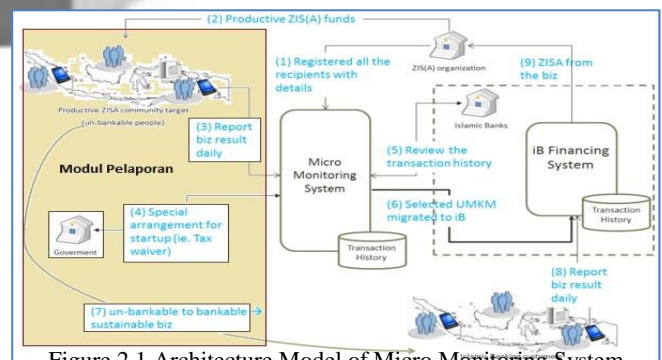 (2) Productive ZIS(A) funds
(1) Registered all the
recipients with
details
ZIS(A) organization
(9) ZISA from
the biz
Productive ZISA community target
(un-bankable people)
(3) Report
biz result
daily
Islamic Banks
Modul Pelaporan
Micro
Monitoring
System
(5) Review the
transaction history
iB Financing
System
(4) Special
arrangement for
startup (ie. Tax
waiver)
Goverment
(6) Selected UMKM
migrated to iB
Transaction
History
Transaction
History
(8) Report
biz result
daily
(7) un-bankable to bankable
sustainable biz
Figure 2.1 Architecture Model of Micro Monitoring System